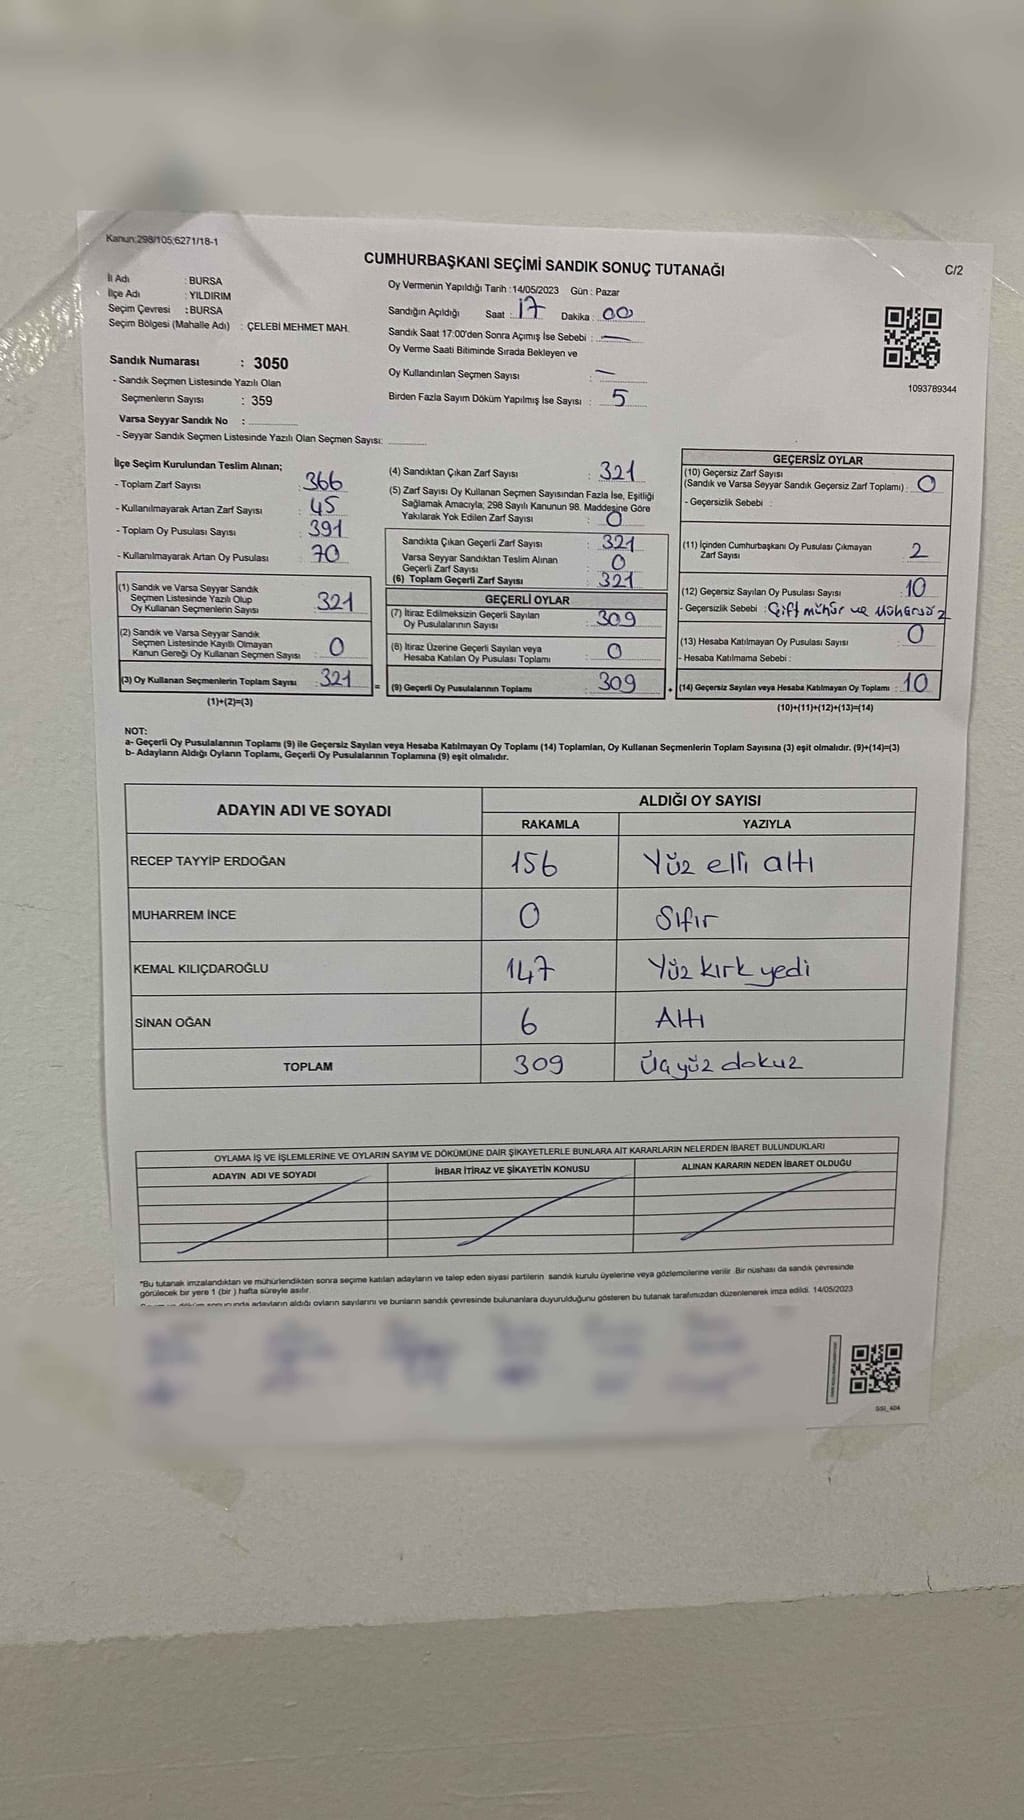 Kanun:298/105;6271/18-1
CUMHURBAŞKANI SEÇİMİ SANDIK SONUÇ TUTANAĞI
C/2
İl Adı : BURSA
İlçe Adı : YILDIRIM
Seçim Çevresi : BURSA
Seçim Bölgesi (Mahalle Adı) : ÇELEBİ MEHMET MAH.
Sandık Numarası : 3050
- Sandık Seçmen Listesinde Yazılı Olan
Seçmenlerin Sayısı : 359
Varsa Seyyar Sandık No :
- Seyyar Sandık Seçmen Listesinde Yazılı Olan Seçmen Sayısı:
Oy Vermenin Yapıldığı Tarih : 14/05/2023 Gün : Pazar
Sandığın Açıldığı Saat : 17 Dakika : 00
Sandık Saat 17:00'den Sonra Açımış İse Sebebi : —
Oy Verme Saati Bitiminde Sırada Bekleyen ve
Oy Kullandırılan Seçmen Sayısı : —
Birden Fazla Sayım Döküm Yapılmış İse Sayısı : 5
1093789344
İlçe Seçim Kurulundan Teslim Alınan;
- Toplam Zarf Sayısı : 366
- Kullanılmayarak Artan Zarf Sayısı : 45
- Toplam Oy Pusulası Sayısı : 391
- Kullanılmayarak Artan Oy Pusulası : 70
(1) Sandık ve Varsa Seyyar Sandık
Seçmen Listesinde Yazılı Olup
Oy Kullanan Seçmenlerin Sayısı : 321
(2) Sandık ve Varsa Seyyar Sandık
Seçmen Listesinde Kayıtlı Olmayan
Kanun Gereği Oy Kullanan Seçmen Sayısı : 0
(3) Oy Kullanan Seçmenlerin Toplam Sayısı : 321
(1)+(2)=(3)
(4) Sandıktan Çıkan Zarf Sayısı : 321
(5) Zarf Sayısı Oy Kullanan Seçmen Sayısından Fazla İse, Eşitliği
Sağlamak Amacıyla; 298 Sayılı Kanunun 98. Maddesine Göre
Yakılarak Yok Edilen Zarf Sayısı : 0
Sandıkta Çıkan Geçerli Zarf Sayısı : 321
Varsa Seyyar Sandıktan Teslim Alınan
Geçerli Zarf Sayısı : 0
(6) Toplam Geçerli Zarf Sayısı : 321
GEÇERLİ OYLAR
(7) İtiraz Edilmeksizin Geçerli Sayılan
Oy Pusulalarının Sayısı : 309
(8) İtiraz Üzerine Geçerli Sayılan veya
Hesaba Katılan Oy Pusulası Toplamı : 0
= (9) Geçerli Oy Pusulalarının Toplamı : 309
GEÇERSİZ OYLAR
(10) Geçersiz Zarf Sayısı
(Sandık ve Varsa Seyyar Sandık Geçersiz Zarf Toplamı) : 0
- Geçersizlik Sebebi :
(11) İçinden Cumhurbaşkanı Oy Pusulası Çıkmayan
Zarf Sayısı : 2
(12) Geçersiz Sayılan Oy Pusulası Sayısı : 10
- Geçersizlik Sebebi : Çift mühür ve Mühürsüz
(13) Hesaba Katılmayan Oy Pusulası Sayısı : 0
- Hesaba Katılmama Sebebi :
+ (14) Geçersiz Sayılan veya Hesaba Katılmayan Oy Toplamı : 10
(10)+(11)+(12)+(13)=(14)
NOT:
a- Geçerli Oy Pusulalarının Toplamı (9) ile Geçersiz Sayılan veya Hesaba Katılmayan Oy Toplamı (14) Toplamları, Oy Kullanan Seçmenlerin Toplam Sayısına (3) eşit olmalıdır. (9)+(14)=(3)
b- Adayların Aldığı Oyların Toplamı, Geçerli Oy Pusulalarının Toplamına (9) eşit olmalıdır.
ADAYIN ADI VE SOYADI
ALDIĞI OY SAYISI
RAKAMLA YAZIYLA
RECEP TAYYİP ERDOĞAN 156 Yüz elli altı
MUHARREM İNCE 0 Sıfır
KEMAL KILIÇDAROĞLU 147 Yüz kırk yedi
SİNAN OĞAN 6 Altı
TOPLAM 309 Üçyüz dokuz
OYLAMA İŞ VE İŞLEMLERİNE VE OYLARIN SAYIM VE DÖKÜMÜNE DAİR ŞİKAYETLERLE BUNLARA AİT KARARLARIN NELERDEN İBARET BULUNDUKLARI
ADAYIN ADI VE SOYADI İHBAR İTİRAZ VE ŞİKAYETİN KONUSU ALINAN KARARIN NEDEN İBARET OLDUĞU
*Bu tutanak imzalandıktan ve mühürlendikten sonra seçime katılan adayların ve talep eden siyasi partilerin sandık kurulu üyelerine veya gözlemcilerine verilir. Bir nüshası da sandık çevresinde
görülecek bir yere 1 (bir ) hafta süreyle asılır.
adayların aldığı oyların sayılarını ve bunların sandık çevresinde bulunanlara duyurulduğunu gösteren bu tutanak tarafımızdan düzenlenerek imza edildi. 14/05/2023
GSI_404